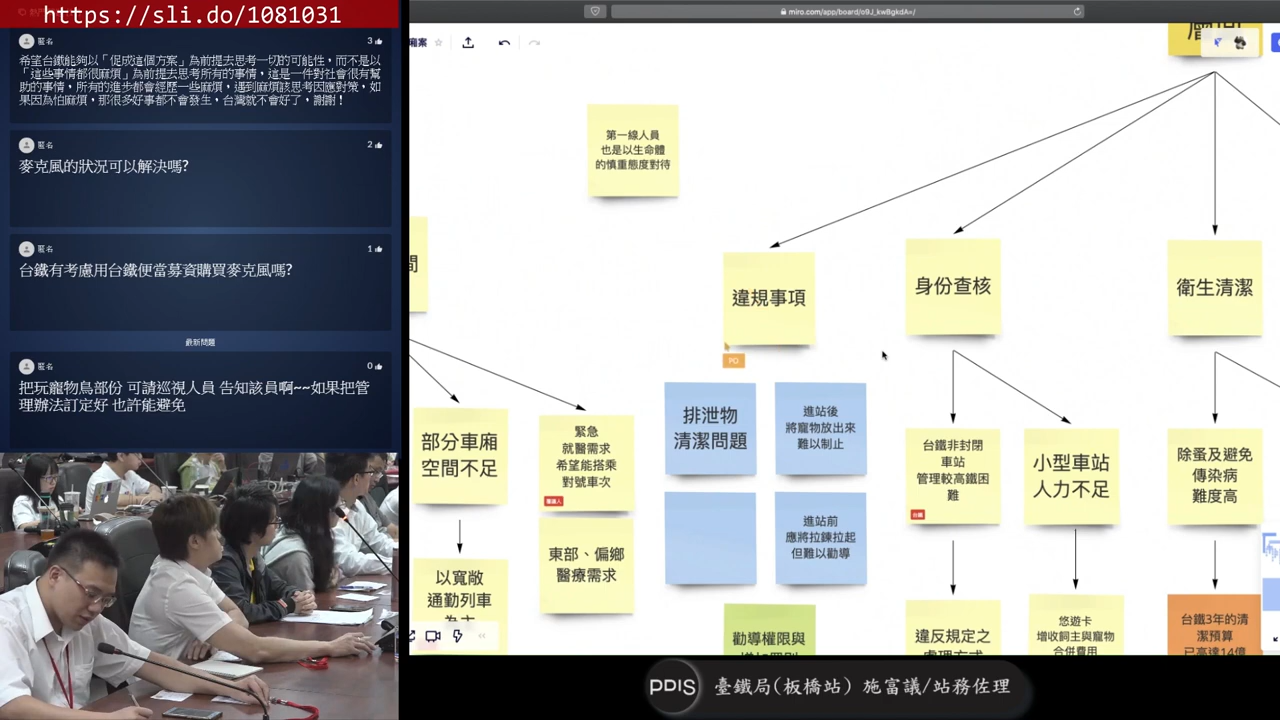 https://sli.do/1081031
匿名
3
希望台鐵能夠以「促成這個方案」為前提去思考一切的可能性，而不是以
「這些事情都很麻煩」為前提去思考所有的事情，這是一件對社會很有幫
助的事情，所有的進步都會經歷一些麻煩，遇到麻煩該思考因應對策，如
果因為怕麻煩，那很多好事都不會發生，台灣就不會好了，謝謝！
匿名
2
麥克風的狀況可以解決嗎?
匿名
1
台鐵有考慮用台鐵便當募資購買麥克風嗎?
最新問題
匿名
0
把玩寵物鳥部份 可請巡視人員 告知該員啊~~如果把管
理辦法訂定好 也許能避免
miro.com/app/board/o9J_kwBgkdA=/
廂案
層面
第一線人員
也是以生命體
的慎重態度對待
間
違規事項
PO
身份查核
衛生清潔
部分車廂
空間不足
緊急
就醫需求
希望能搭乘
對號車次
排泄物
清潔問題
進站後
將寵物放出來
難以制止
台鐵非封閉
車站
管理較高鐵困
難
台鐵
小型車站
人力不足
除蚤及避免
傳染病
難度高
進站前
應將拉鍊拉起
但難以勸導
東部、偏鄉
醫療需求
以寬敞
通勤列車
為主
勸導權限與
增加罰則
違反規定之
處理方式
悠遊卡
增收飼主與寵物
合併費用
台鐵3年的清
潔預算
已高達14億
PDIS
臺鐵局(板橋站) 施富議/站務佐理